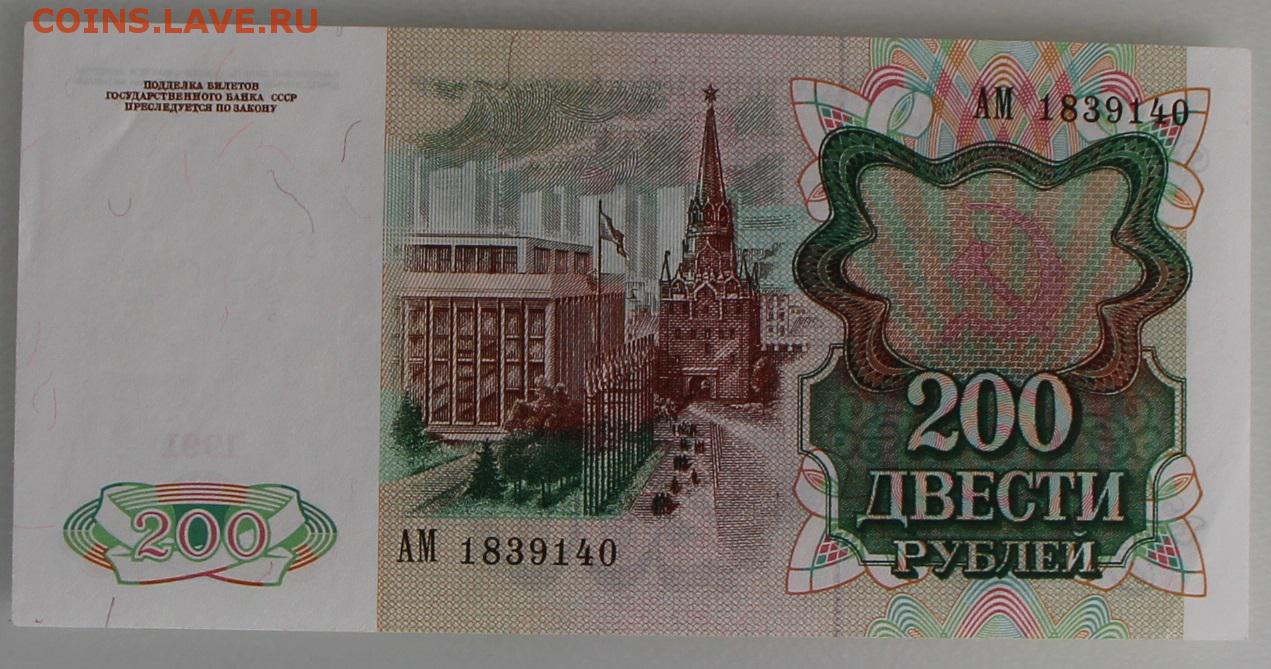 COINS.LAVE.RU
ПОДДЕЛКА БИЛЕТОВ
ГОСУДАРСТВЕННОГО БАНКА СССР
ПРЕСЛЕДУЕТСЯ ПО ЗАКОНУ
АМ 1839140
1991
200
АМ 1839140
200
ДВЕСТИ
РУБЛЕЙ